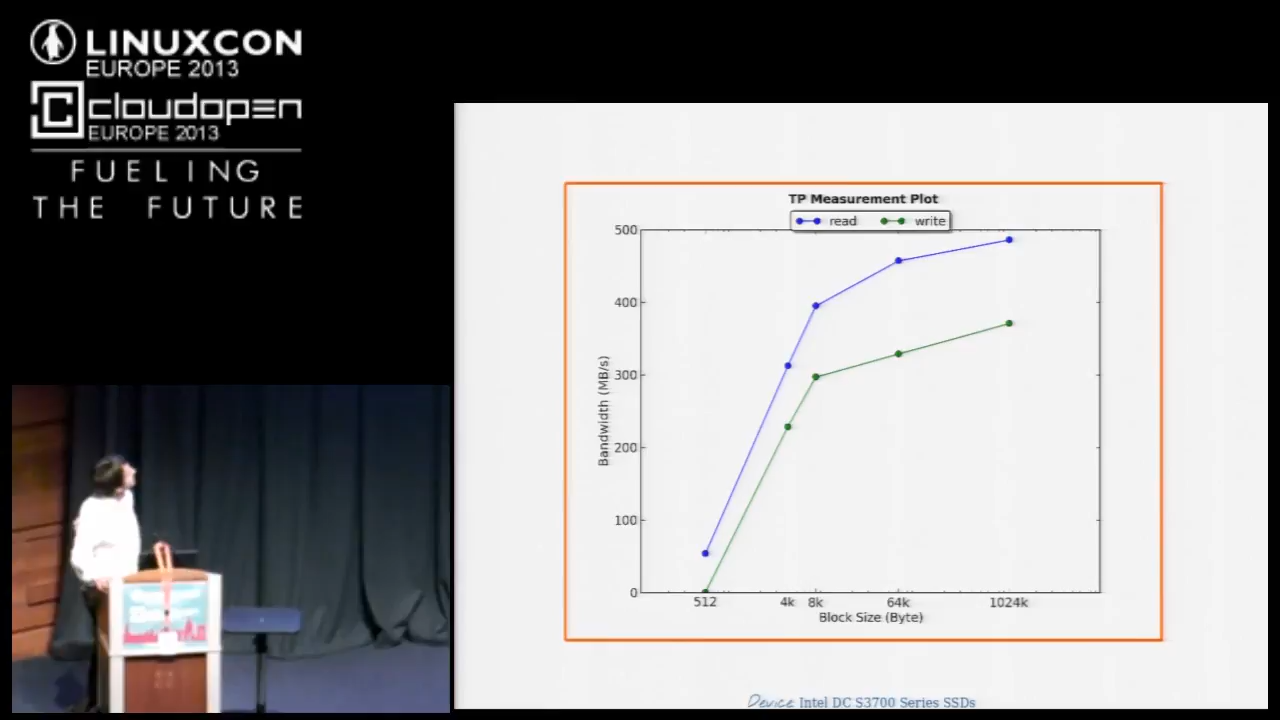 LINUXCON
EUROPE 2013
cloudopen
EUROPE 2013
FUELING
THE FUTURE
TP Measurement Plot
read write
500
400
300
200
100
0
Bandwidth (MB/s)
512 4k 8k 64k 1024k
Block Size (Byte)
Device Intel DC S3700 Series SSDs